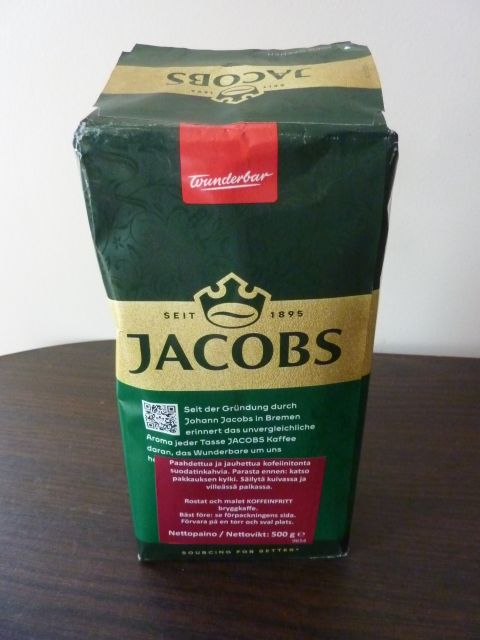 JACOBS
SEIT 1895
Wunderbar
SEIT 1895
JACOBS
Seit der Gründung durch
Johann Jacobs in Bremen
erinnert das unvergleichliche
Aroma jeder Tasse JACOBS Kaffee
daran, das Wunderbare um uns
Paahdettua ja jauhettua kofeiinitonta
suodatinkahvia. Parasta ennen: katso
pakkauksen kylki. Säilytä kuivassa ja
viileässä paikassa.
Rostat och malet KOFFEINFRITT
bryggkaffe.
Bäst före: se förpackningens sida.
Förvara på en torr och sval plats.
Nettopaino / Nettovikt: 500 g ℮
9654
SOURCING FOR BETTER*